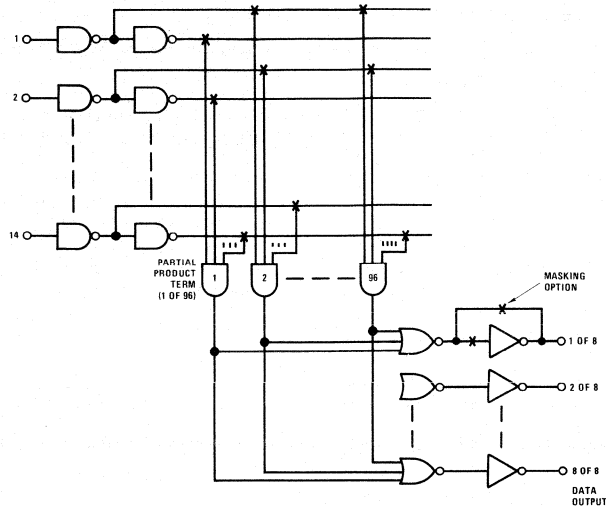 1
2
14
PARTIAL
PRODUCT
TERM
(1 OF 96)
1
2
96
MASKING
OPTION
1 OF 8
2 OF 8
8 OF 8
DATA
OUTPUT